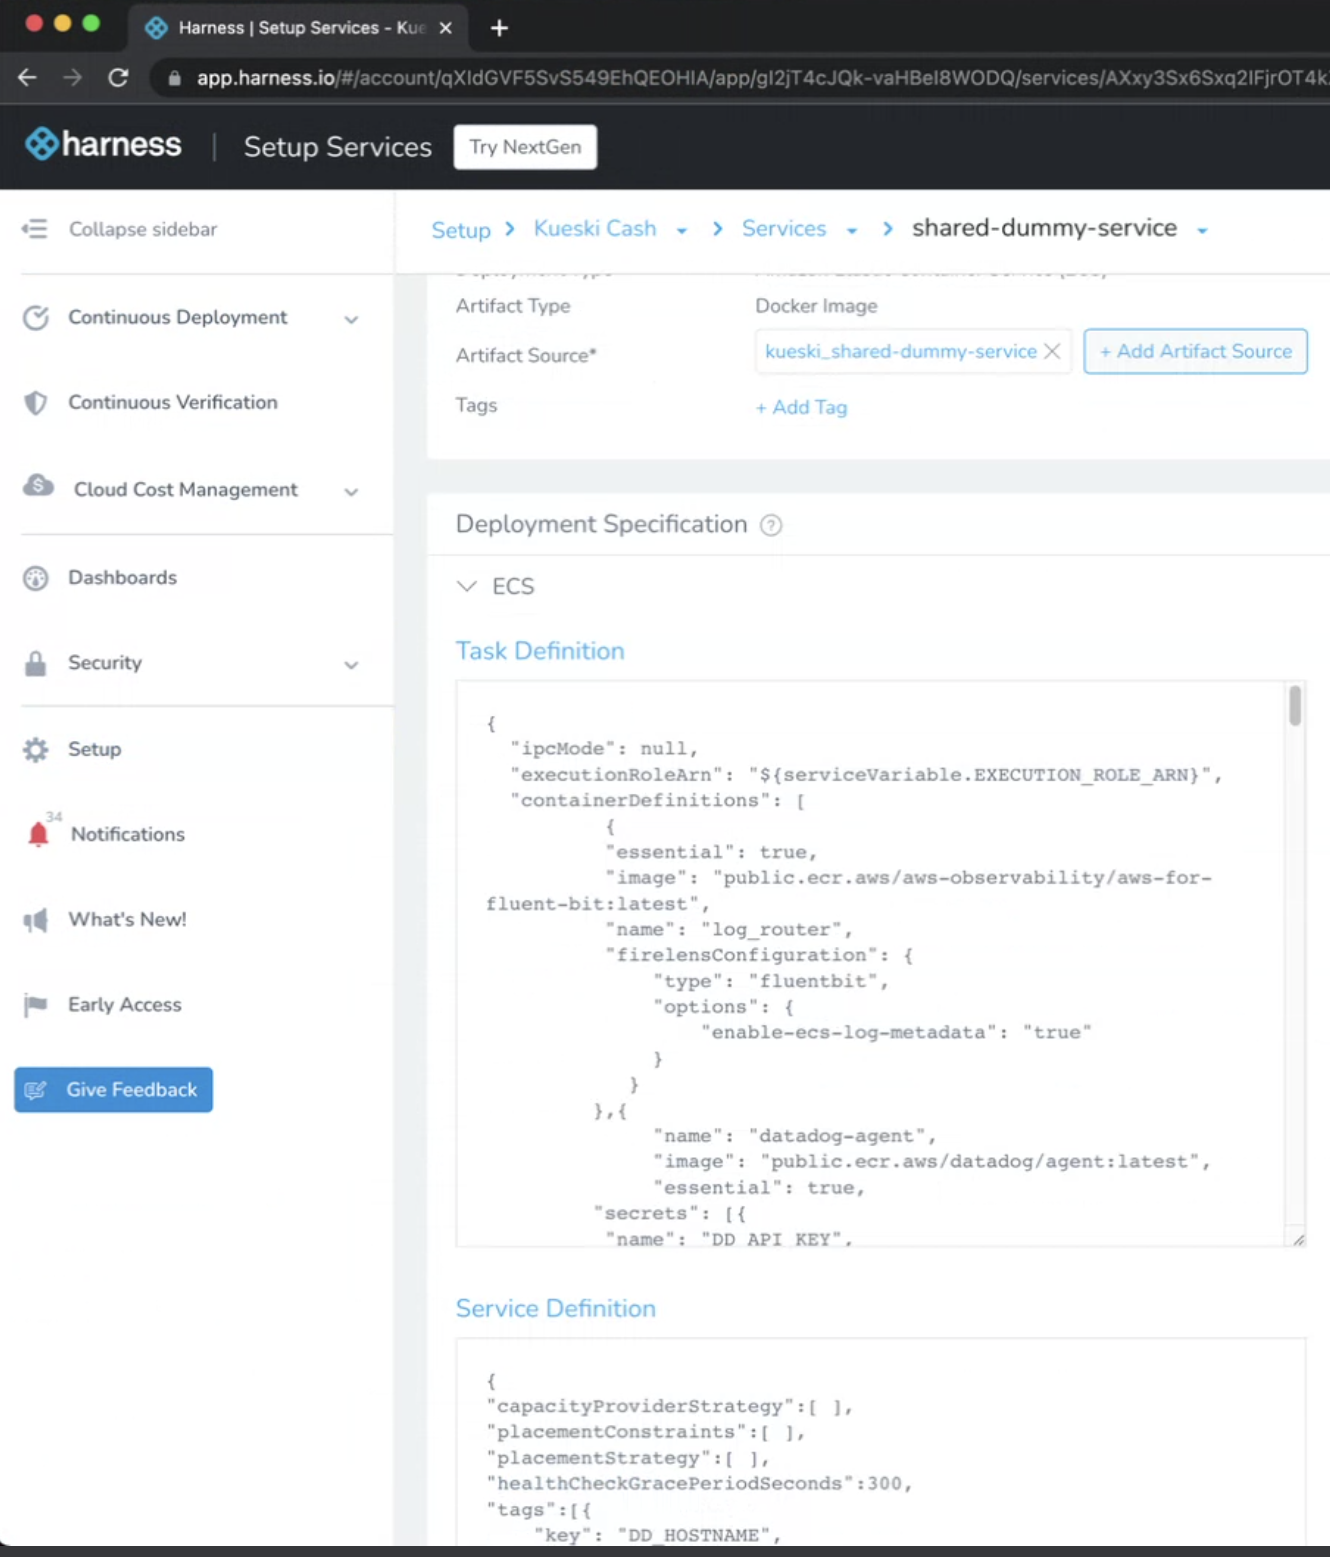 Harness | Setup Services - Kue
app.harness.io/#/account/qXIdGVF5SvS549EhQEOHIA/app/gI2jT4cJQk-vaHBeI8WODQ/services/AXxy3Sx6Sxq2IFjrOT4k
harness | Setup Services Try NextGen
Collapse sidebar
Continuous Deployment
Continuous Verification
Cloud Cost Management
Dashboards
Security
Setup
34
Notifications
What's New!
Early Access
Give Feedback
Setup > Kueski Cash > Services > shared-dummy-service
Artifact Type Docker Image
Artifact Source* kueski_shared-dummy-service + Add Artifact Source
Tags + Add Tag
Deployment Specification ?
ECS
Task Definition
{
"ipcMode": null,
"executionRoleArn": "${serviceVariable.EXECUTION_ROLE_ARN}",
"containerDefinitions": [
{
"essential": true,
"image": "public.ecr.aws/aws-observability/aws-for-
fluent-bit:latest",
"name": "log_router",
"firelensConfiguration": {
"type": "fluentbit",
"options": {
"enable-ecs-log-metadata": "true"
}
}
},{
"name": "datadog-agent",
"image": "public.ecr.aws/datadog/agent:latest",
"essential": true,
"secrets": [{
"name": "DD_API_KEY",
Service Definition
{
"capacityProviderStrategy":[ ],
"placementConstraints":[ ],
"placementStrategy":[ ],
"healthCheckGracePeriodSeconds":300,
"tags":[{
"key": "DD_HOSTNAME",